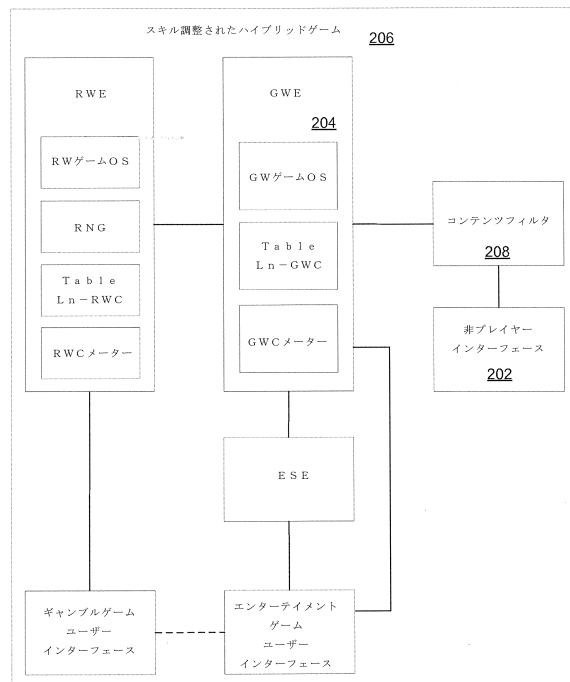 スキル調整されたハイブリッドゲーム
206
RWE
RWゲームOS
RNG
Table
Ln-RWC
RWCメーター
GWE
204
GWゲームOS
Table
Ln-GWC
GWCメーター
コンテンツフィルタ
208
非プレイヤー
インターフェース
202
ESE
ギャンブルゲーム
ユーザー
インターフェース
エンターテイメント
ゲーム
ユーザー
インターフェース